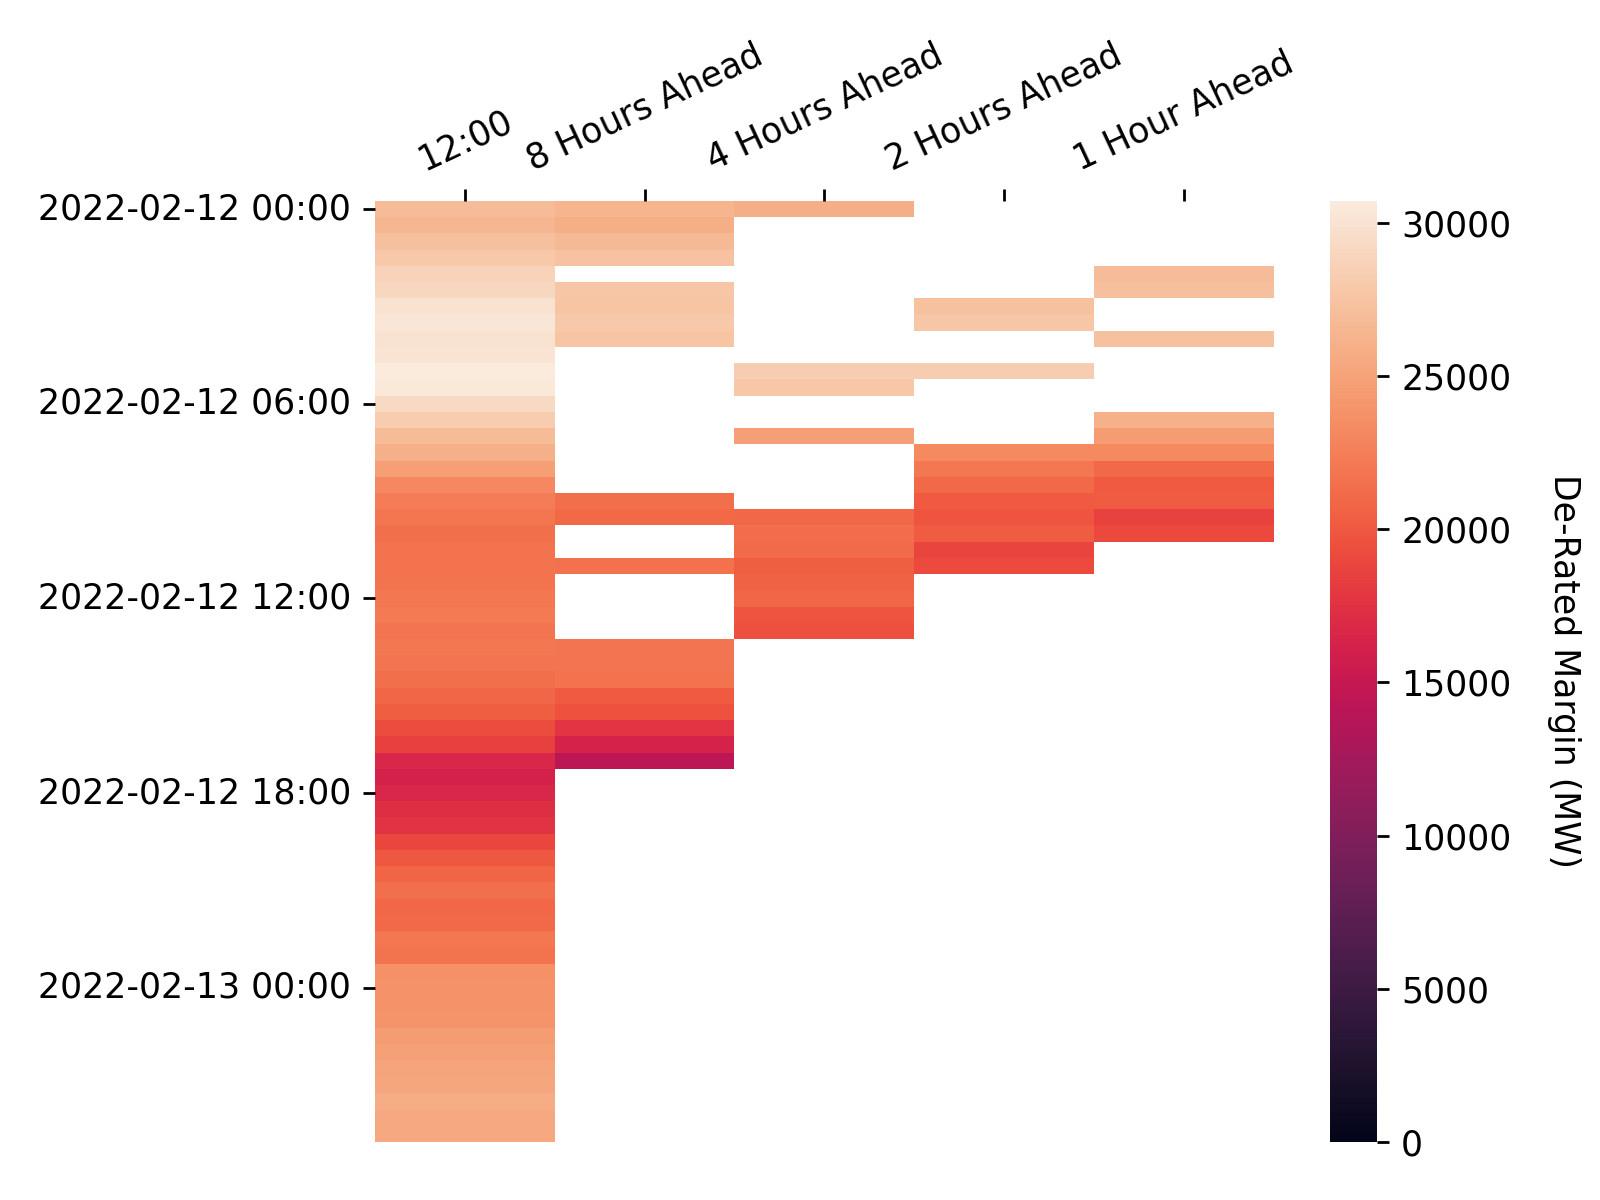 12:00
8 Hours Ahead
4 Hours Ahead
2 Hours Ahead
1 Hour Ahead
2022-02-12 00:00
2022-02-12 06:00
2022-02-12 12:00
2022-02-12 18:00
2022-02-13 00:00
30000
25000
20000
15000
10000
5000
0
De-Rated Margin (MW)